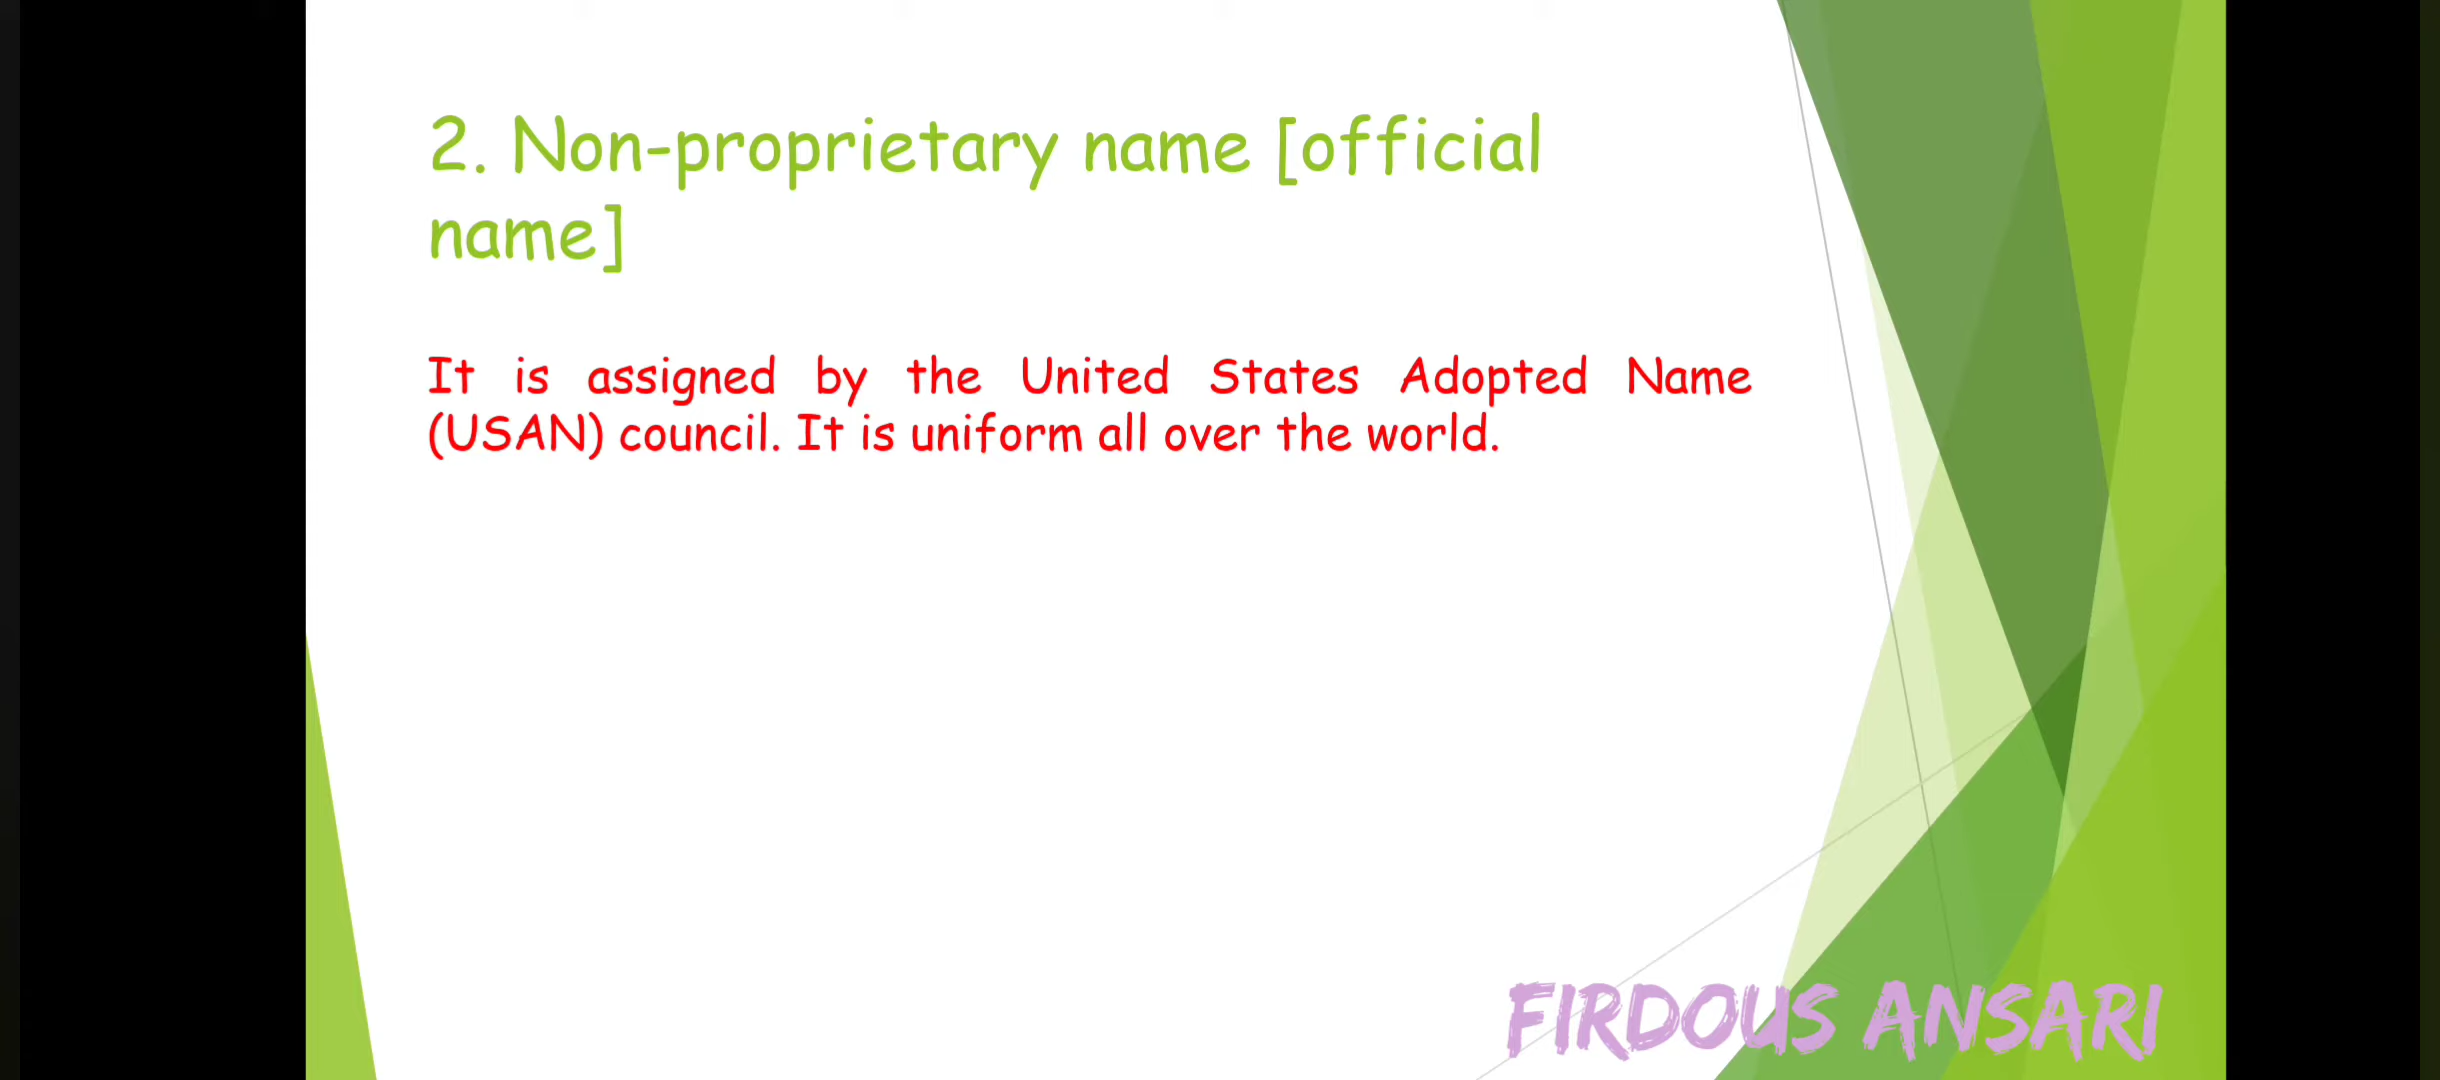 2. Non-proprietary name [official
name]
It is assigned by the United States Adopted Name
(USAN) council. It is uniform all over the world.
FIRDOUS ANSARI